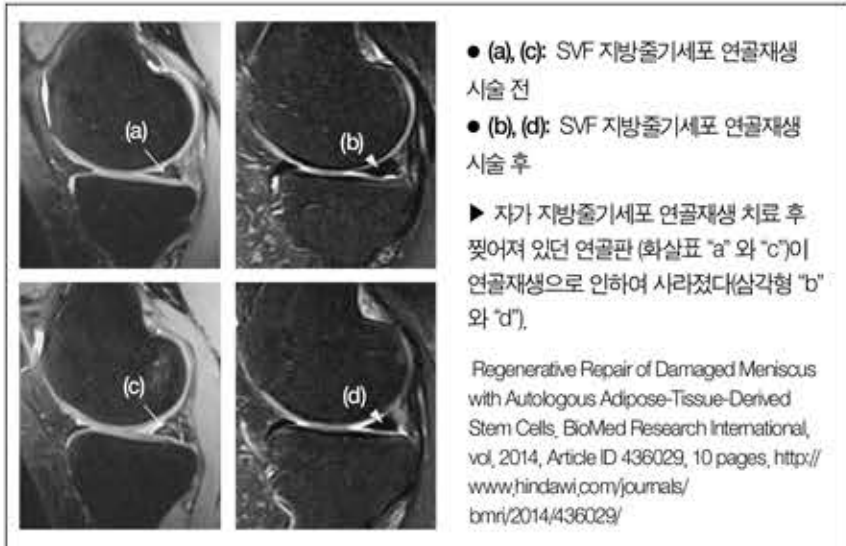 (a)
(b)
(c)
(d)
● (a), (c): SVF 지방줄기세포 연골재생
시술 전
● (b), (d): SVF 지방줄기세포 연골재생
시술 후
▶ 자가 지방줄기세포 연골재생 치료 후
찢어져 있던 연골판 (화살표 “a” 와 “c”)이
연골재생으로 인하여 사라졌다(삼각형 “b”
와 “d”).
Regenerative Repair of Damaged Meniscus
with Autologous Adipose-Tissue-Derived
Stem Cells, BioMed Research International,
vol, 2014, Article ID 436029, 10 pages, http://
www.hindawi.com/journals/
bmri/2014/436029/